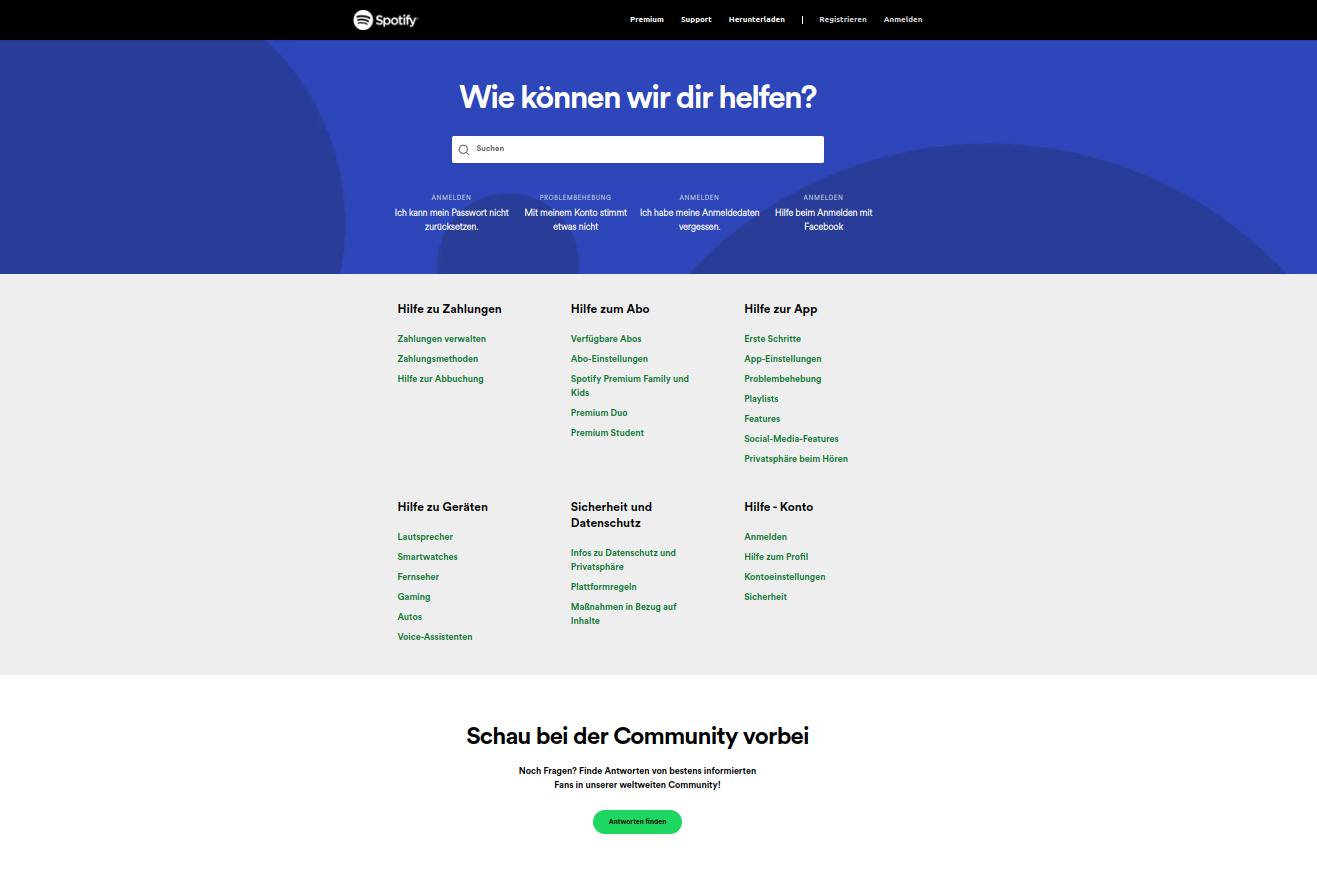 Spotify
Premium Support Herunterladen | Registrieren Anmelden
Wie können wir dir helfen?
Suchen
ANMELDEN
Ich kann mein Passwort nicht
zurücksetzen.
PROBLEMBEHEBUNG
Mit meinem Konto stimmt
etwas nicht
ANMELDEN
Ich habe meine Anmeldedaten
vergessen.
ANMELDEN
Hilfe beim Anmelden mit
Facebook
Hilfe zu Zahlungen
Zahlungen verwalten
Zahlungsmethoden
Hilfe zur Abbuchung
Hilfe zum Abo
Verfügbare Abos
Abo-Einstellungen
Spotify Premium Family und
Kids
Premium Duo
Premium Student
Hilfe zur App
Erste Schritte
App-Einstellungen
Problembehebung
Playlists
Features
Social-Media-Features
Privatsphäre beim Hören
Hilfe zu Geräten
Lautsprecher
Smartwatches
Fernseher
Gaming
Autos
Voice-Assistenten
Sicherheit und
Datenschutz
Infos zu Datenschutz und
Privatsphäre
Plattformregeln
Maßnahmen in Bezug auf
Inhalte
Hilfe - Konto
Anmelden
Hilfe zum Profil
Kontoeinstellungen
Sicherheit
Schau bei der Community vorbei
Noch Fragen? Finde Antworten von bestens informierten
Fans in unserer weltweiten Community!
Antworten finden